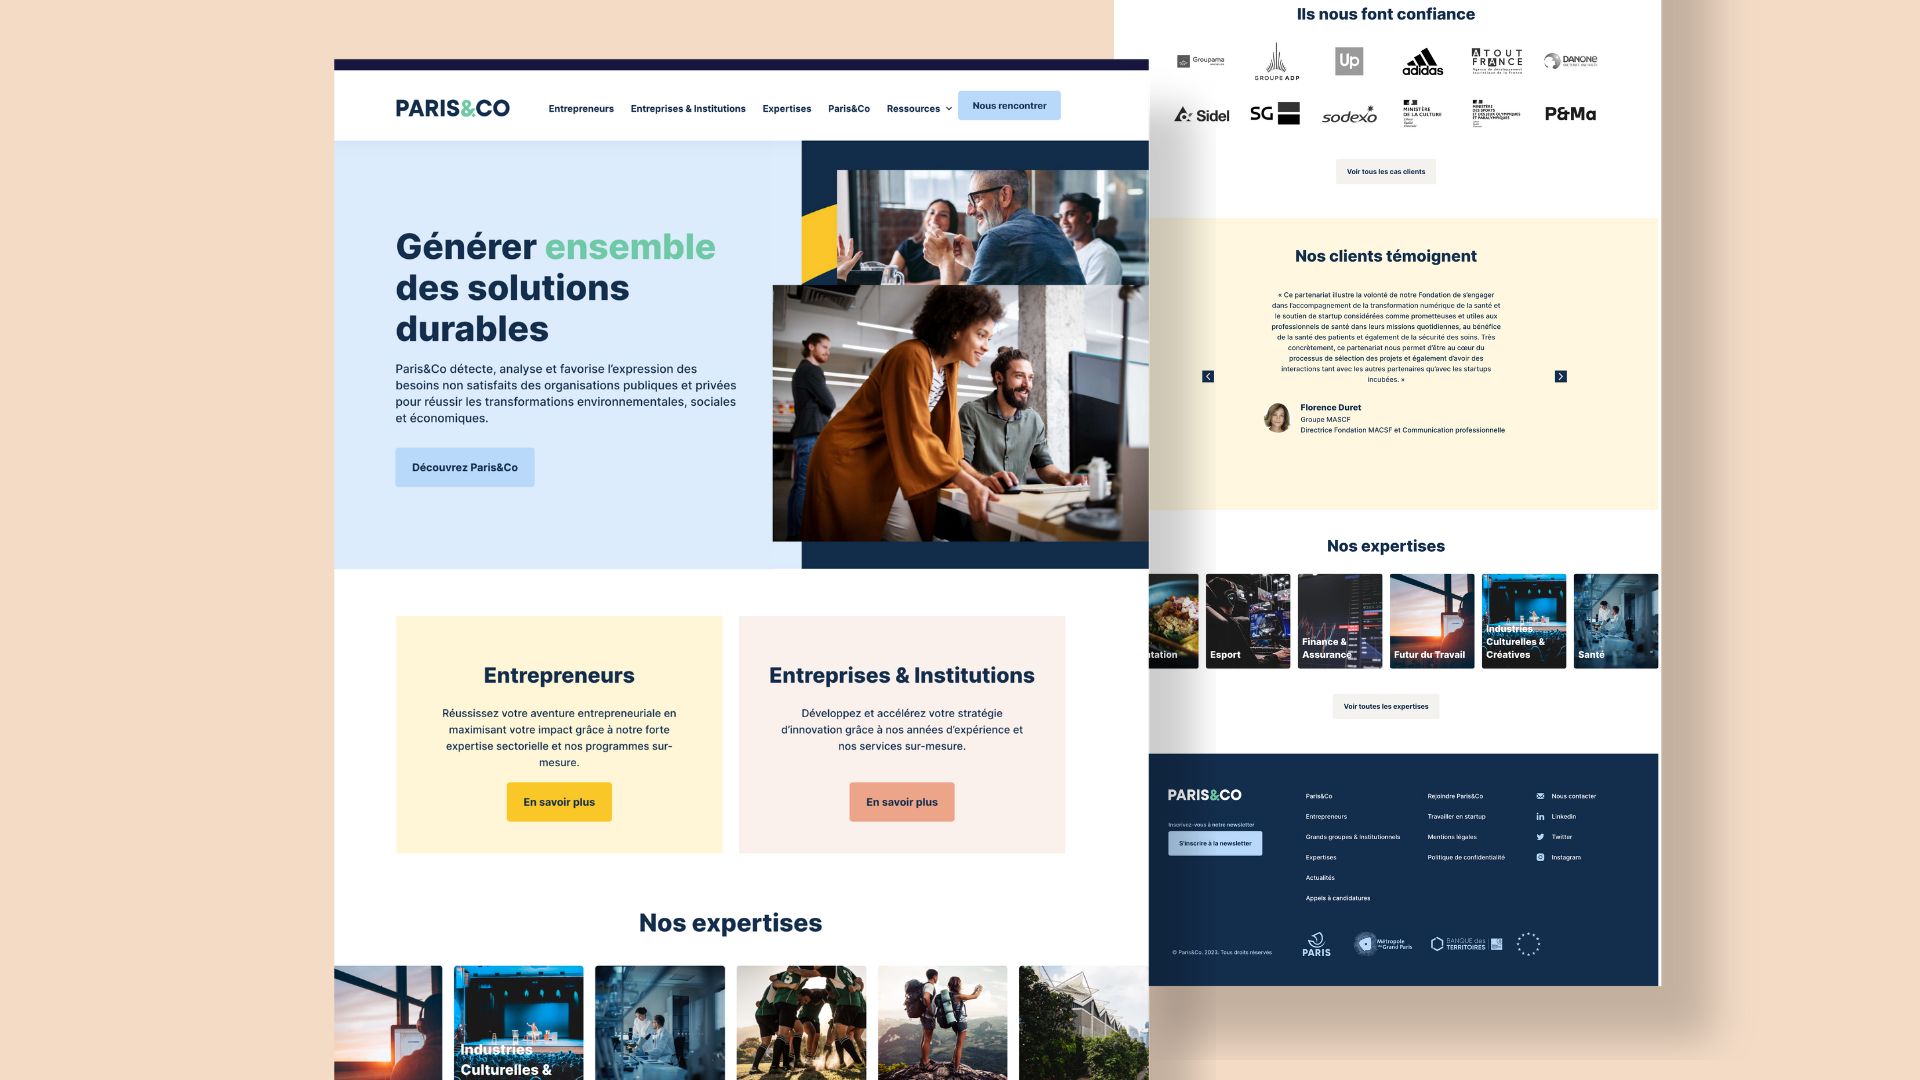 PARIS&CO
Entrepreneurs
Entreprises & Institutions
Expertises
Paris&Co
Ressources
Nous rencontrer
Générer ensemble
des solutions
durables
Paris&Co détecte, analyse et favorise l'expression des
besoins non satisfaits des organisations publiques et privées
pour réussir les transformations environnementales, sociales
et économiques.
Découvrez Paris&Co
Entrepreneurs
Réussissez votre aventure entrepreneuriale en
maximisant votre impact grâce à notre forte
expertise sectorielle et nos programmes sur-
mesure.
En savoir plus
Entreprises & Institutions
Développez et accélérez votre stratégie
d'innovation grâce à nos années d'expérience et
nos services sur-mesure.
En savoir plus
Nos expertises
Industries
Culturelles &
Ils nous font confiance
Groupama
GROUPE ADP
Up
adidas
ATOUT
FRANCE
DANONE
Sidel
SG
sodexo
MINISTÈRE
DE LA CULTURE
MINISTÈRE
DES SPORTS
ET DES JEUX OLYMPIQUES
ET PARALYMPIQUES
P&Ma
Voir tous les cas clients
Nos clients témoignent
« Ce partenariat illustre la volonté de notre Fondation de s'engager
dans l'accompagnement de la transformation numérique de la santé et
le soutien de startup considérées comme prometteuses et utiles aux
professionnels de santé dans leurs missions quotidiennes, au bénéfice
de la santé des patients et également de la sécurité des soins. Très
concrètement, ce partenariat nous permet d'être au cœur du
processus de sélection des projets et également d'avoir des
interactions tant avec les autres partenaires qu'avec les startups
incubées. »
Florence Duret
Groupe MASCF
Directrice Fondation MACSF et Communication professionnelle
Nos expertises
tation
Esport
Finance &
Assurance
Futur du Travail
Industries
Culturelles &
Créatives
Santé
Voir toutes les expertises
PARIS&CO
Inscrivez-vous à notre newsletter
S'inscrire à la newsletter
Paris&Co
Entrepreneurs
Grands groupes & Institutionnels
Expertises
Actualités
Appels à candidatures
Rejoindre Paris&Co
Travailler en startup
Mentions légales
Politique de confidentialité
Nous contacter
Linkedin
Twitter
Instagram
© Paris&Co. 2023. Tous droits réservés
PARIS
Métropole
du Grand Paris
BANQUE des
TERRITOIRES